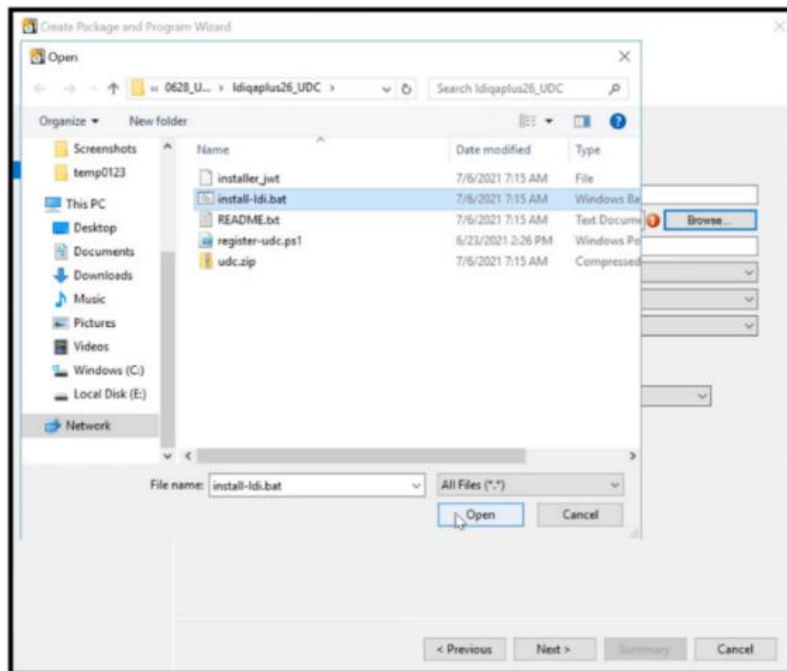 Create Package and Program Wizard
Open
« 0628_U... › ldiqaplus26_UDC ›
Search ldiqaplus26_UDC
Organize
New folder
Screenshots
temp0123
This PC
Desktop
Documents
Downloads
Music
Pictures
Videos
Windows (C:)
Local Disk (E:)
Network
Name Date modified Type
installer_jwt 7/6/2021 7:15 AM File
install-ldi.bat 7/6/2021 7:15 AM Windows Ba
README.txt 7/6/2021 7:15 AM Text Docume
register-udc.ps1 6/23/2021 2:26 PM Windows Po
udc.zip 7/6/2021 7:15 AM Compressed
Browse...
File name: install-ldi.bat All Files (*.*)
Open Cancel
< Previous Next > Summary Cancel